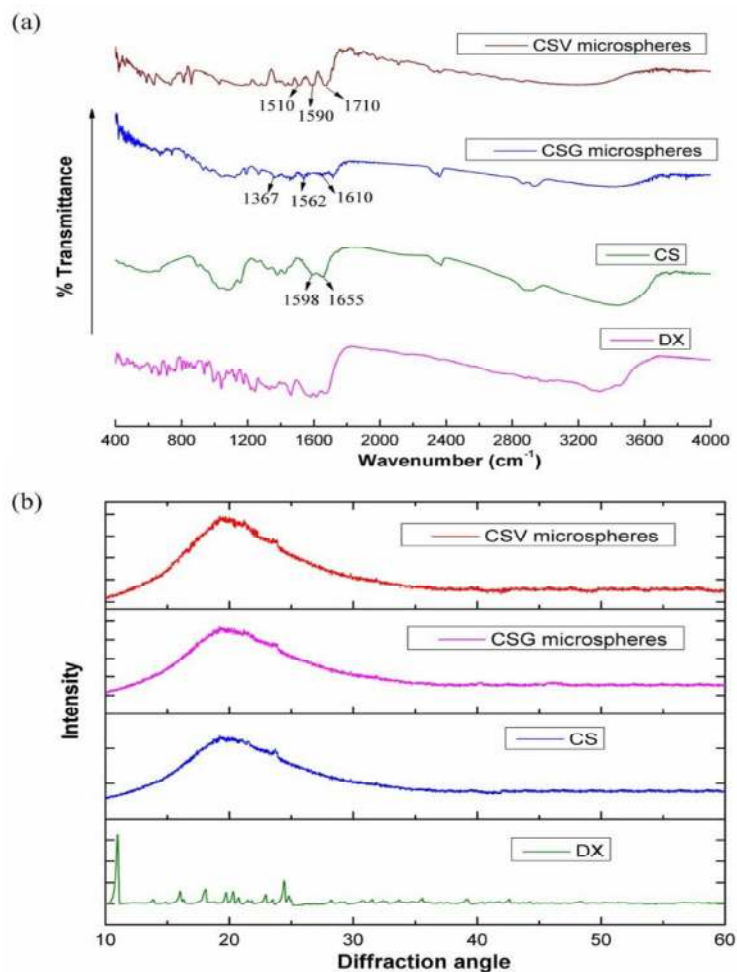 (a)
CSV microspheres
1510
1590
1710
CSG microspheres
1367
1562
1610
CS
1598
1655
DX
% Transmittance
400 800 1200 1600 2000 2400 2800 3200 3600 4000
Wavenumber (cm⁻¹)
(b)
CSV microspheres
CSG microspheres
CS
DX
Intensity
10 20 30 40 50 60
Diffraction angle